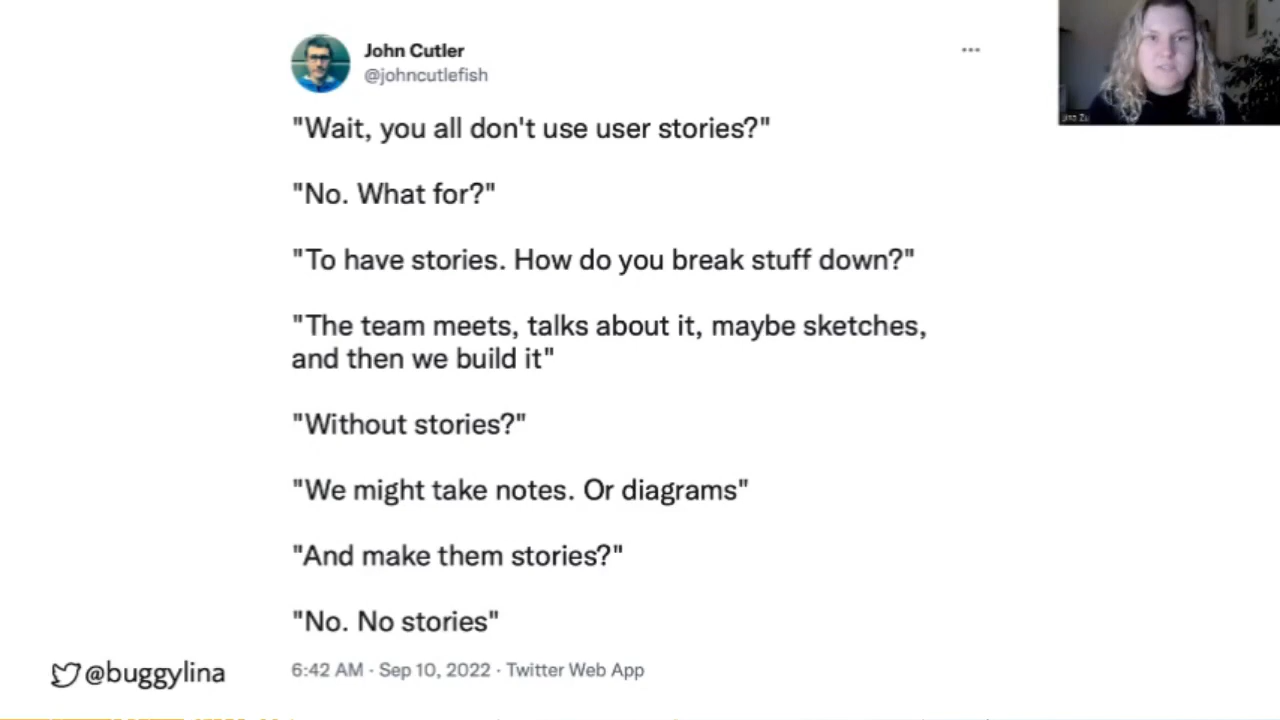 John Cutler
@johncutlefish
"Wait, you all don't use user stories?"
"No. What for?"
"To have stories. How do you break stuff down?"
"The team meets, talks about it, maybe sketches,
and then we build it"
"Without stories?"
"We might take notes. Or diagrams"
"And make them stories?"
"No. No stories"
6:42 AM · Sep 10, 2022 · Twitter Web App
@buggylina